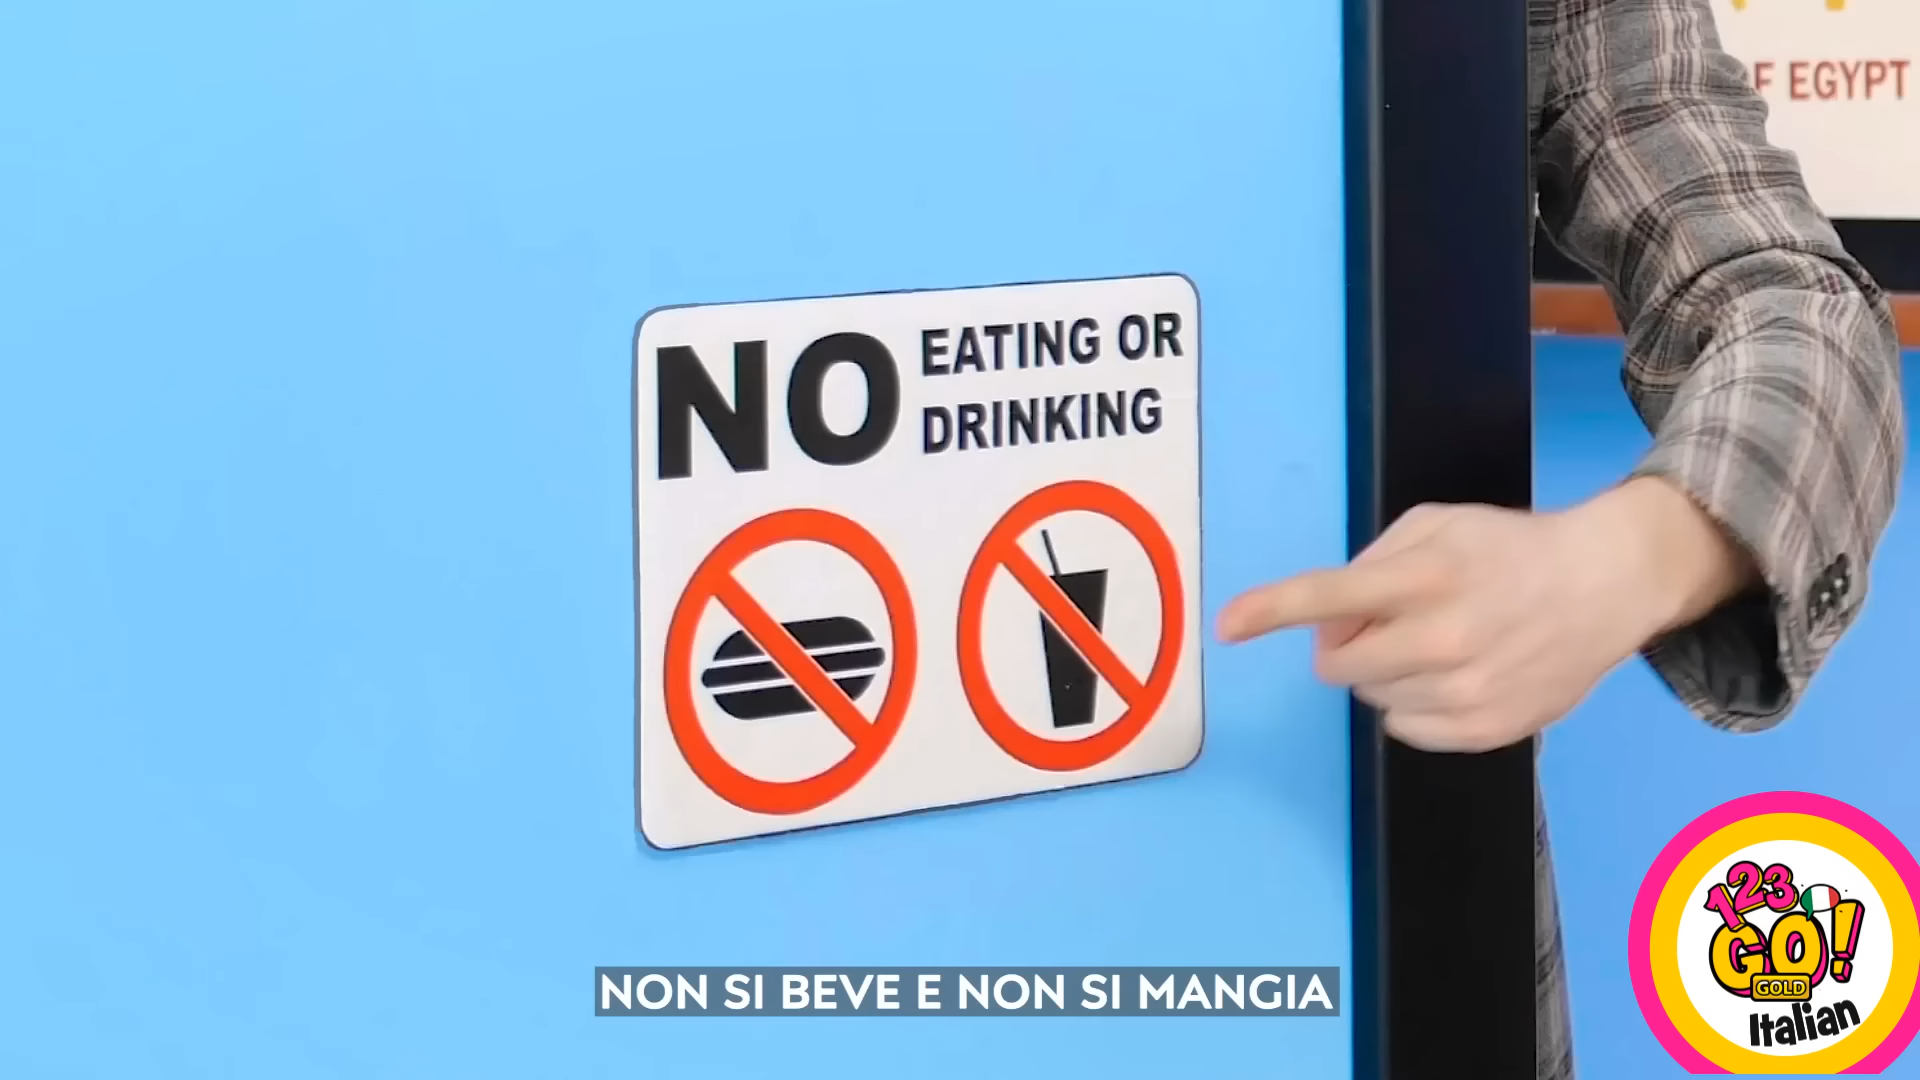 F EGYPT
NO EATING OR
DRINKING
NON SI BEVE E NON SI MANGIA
123
GO!
GOLD
Italian